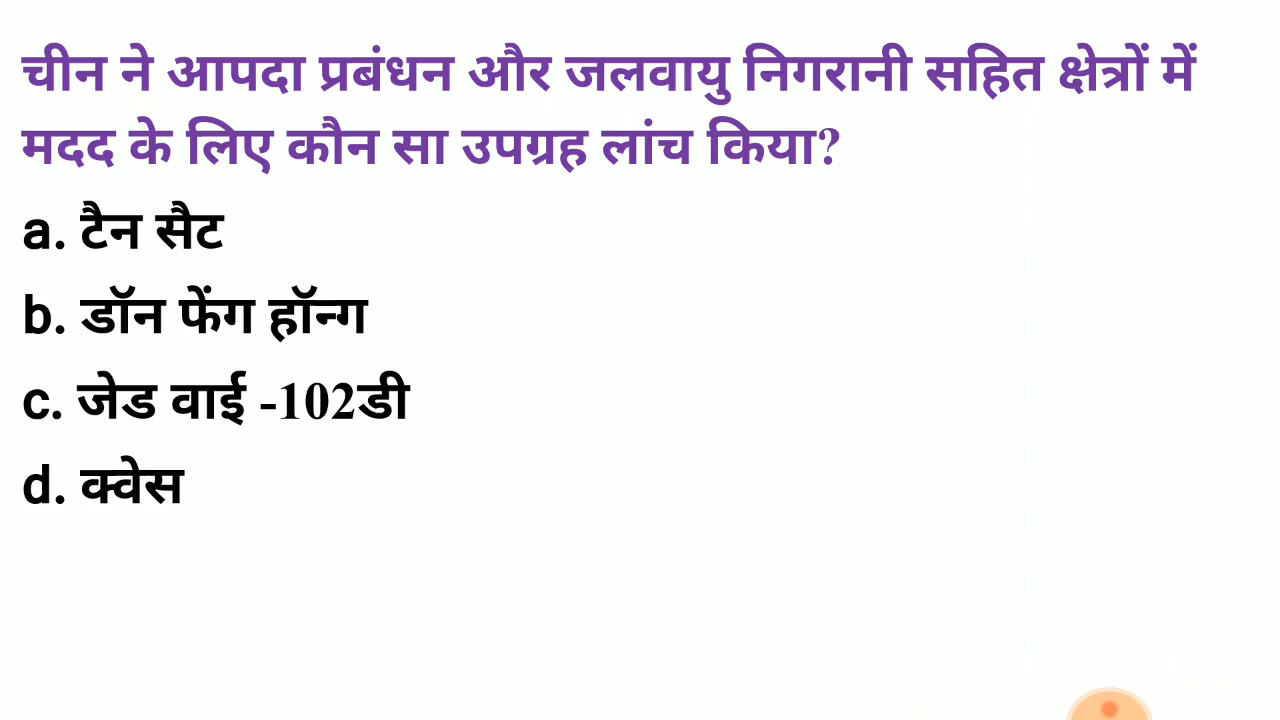 चीन ने आपदा प्रबंधन और जलवायु निगरानी सहित क्षेत्रों में
मदद के लिए कौन सा उपग्रह लांच किया?
a. टैन सैट
b. डॉन फेंग हॉन्ग
c. जेड वाई -102डी
d. क्वेस